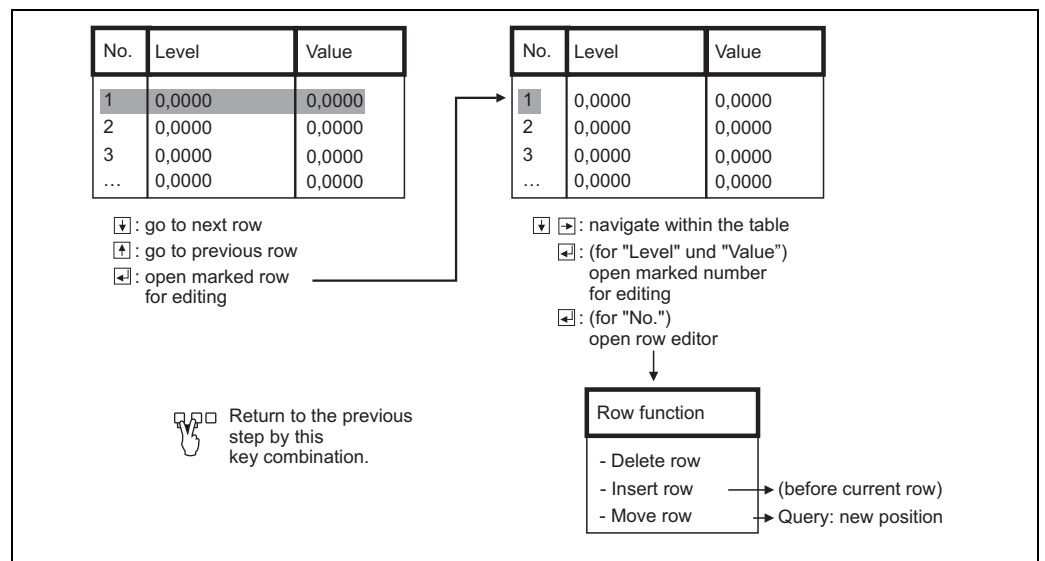 No. Level Value
1 0,0000 0,0000
2 0,0000 0,0000
3 0,0000 0,0000
... 0,0000 0,0000
: go to next row
: go to previous row
: open marked row
for editing
Return to the previous
step by this
key combination.
No. Level Value
1 0,0000 0,0000
2 0,0000 0,0000
3 0,0000 0,0000
... 0,0000 0,0000
: navigate within the table
: (for "Level" und "Value”)
open marked number
for editing
: (for "No.")
open row editor
Row function
- Delete row
- Insert row (before current row)
- Move row Query: new position